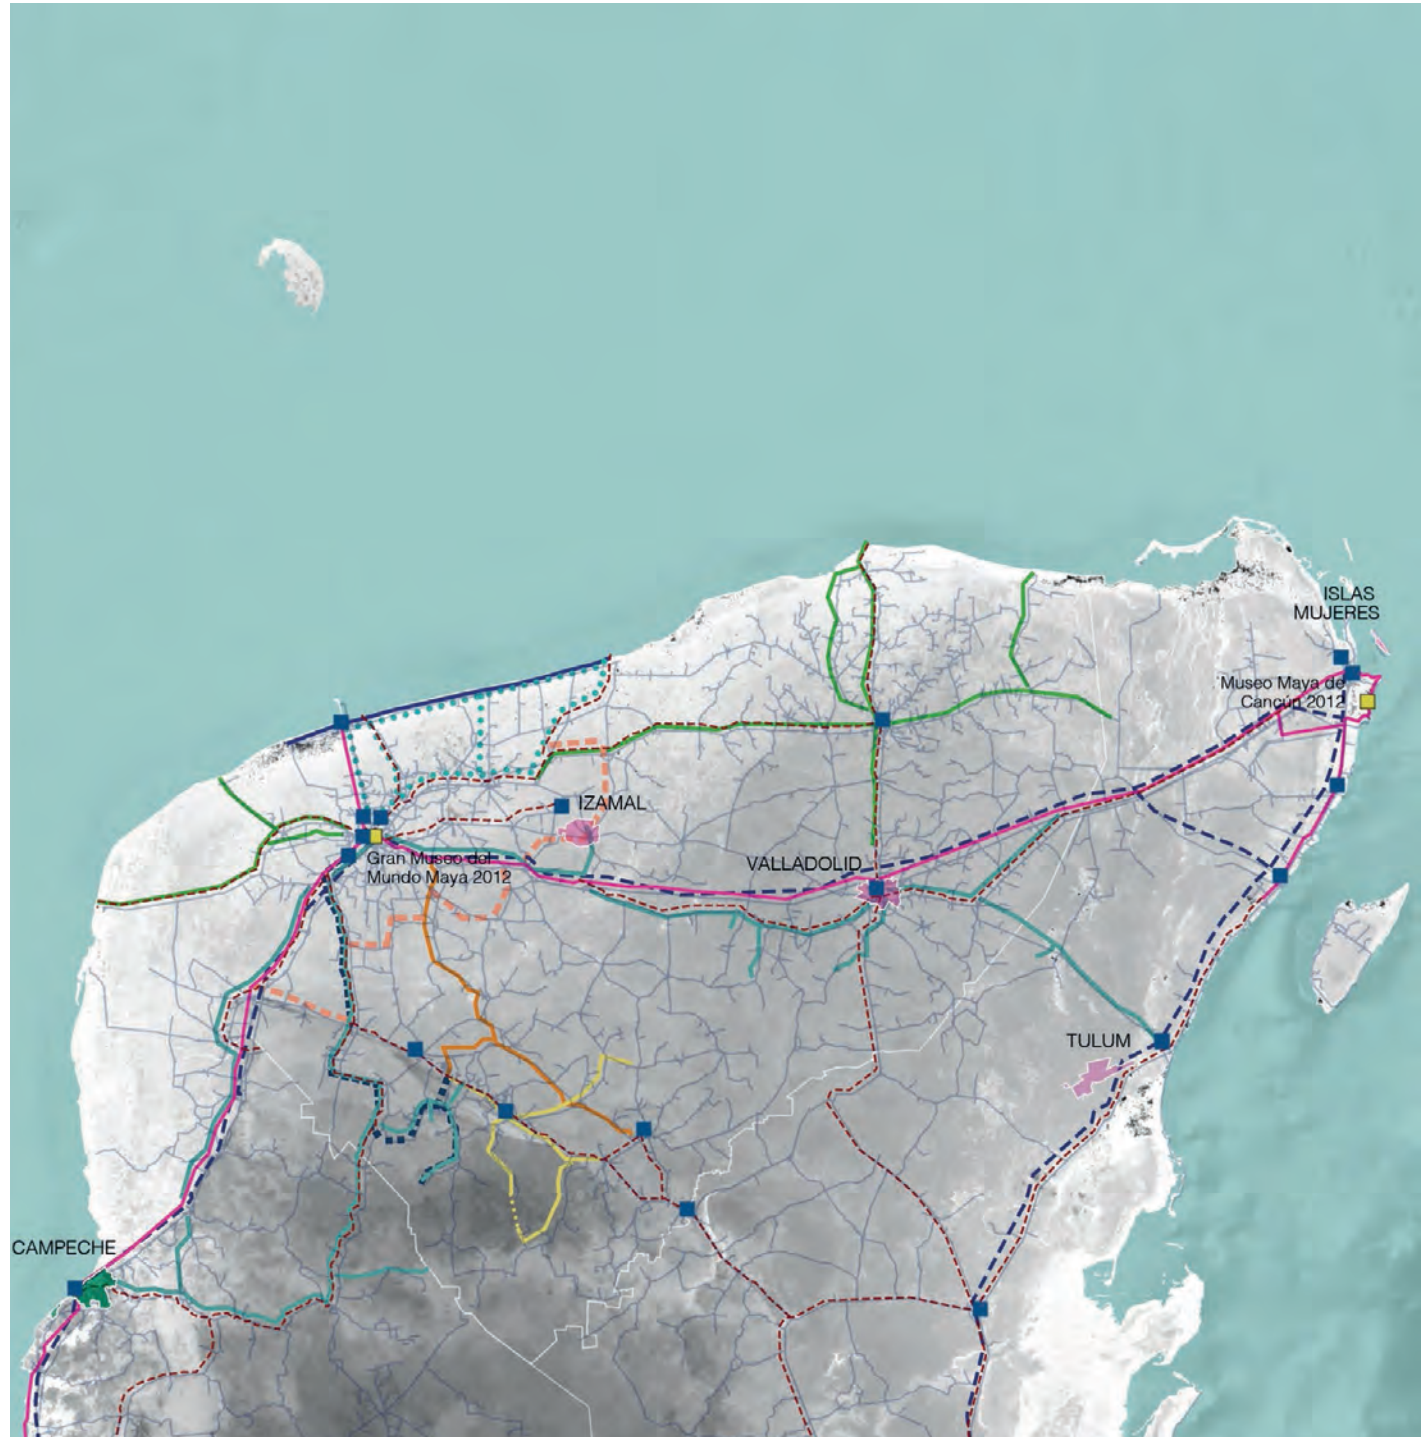 ISLAS
MUJERES
Museo Maya de
Cancún 2012
IZAMAL
Gran Museo del
Mundo Maya 2012
VALLADOLID
TULUM
CAMPECHE